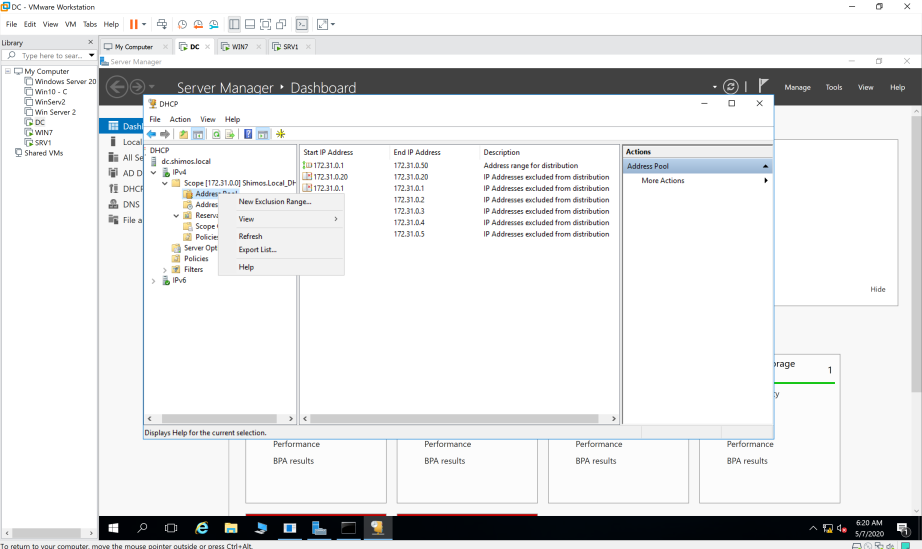 DC - VMware Workstation
File Edit View VM Tabs Help
Library
Type here to sear...
My Computer
Windows Server 20
Win10 - C
WinServ2
Win Server 2
DC
WIN7
SRV1
Shared VMs
My Computer DC WIN7 SRV1
Server Manager
Server Manager Dashboard
Manage Tools View Help
Dash
Local
All Se
AD D
DHCP
DNS
File a
DHCP
File Action View Help
DHCP
dc.shimos.local
IPv4
Scope [172.31.0.0] Shimos.Local_DH
Address Pool
Addres
Reserva
Scope
Policies
Server Opt
Policies
Filters
IPv6
New Exclusion Range...
View
Refresh
Export List...
Help
Start IP Address End IP Address Description
172.31.0.1 172.31.0.50 Address range for distribution
172.31.0.20 172.31.0.20 IP Addresses excluded from distribution
172.31.0.1 172.31.0.1 IP Addresses excluded from distribution
172.31.0.2 IP Addresses excluded from distribution
172.31.0.3 IP Addresses excluded from distribution
172.31.0.4 IP Addresses excluded from distribution
172.31.0.5 IP Addresses excluded from distribution
Actions
Address Pool
More Actions
Displays Help for the current selection.
Hide
orage 1
Performance Performance Performance Performance
BPA results BPA results BPA results BPA results
6:20 AM
5/7/2020
To return to your computer, move the mouse pointer outside or press Ctrl+Alt.